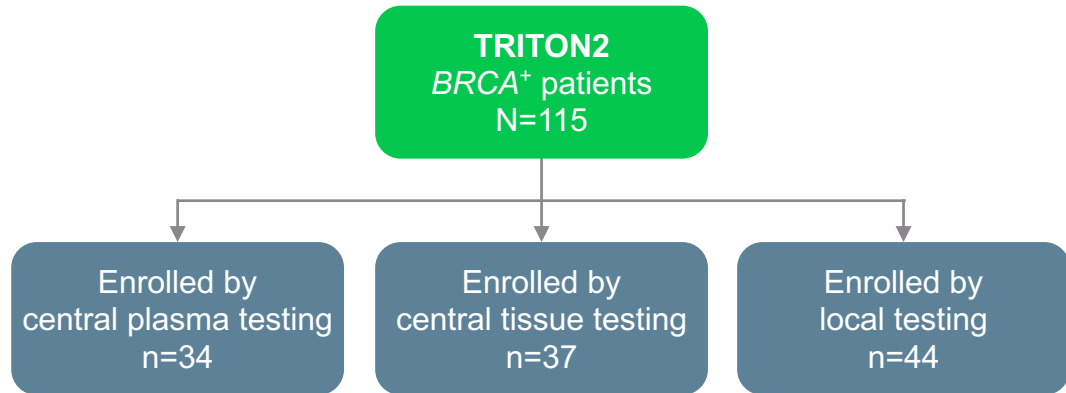 TRITON2
BRCA⁺ patients
N=115
Enrolled by
central plasma testing
n=34
Enrolled by
central tissue testing
n=37
Enrolled by
local testing
n=44